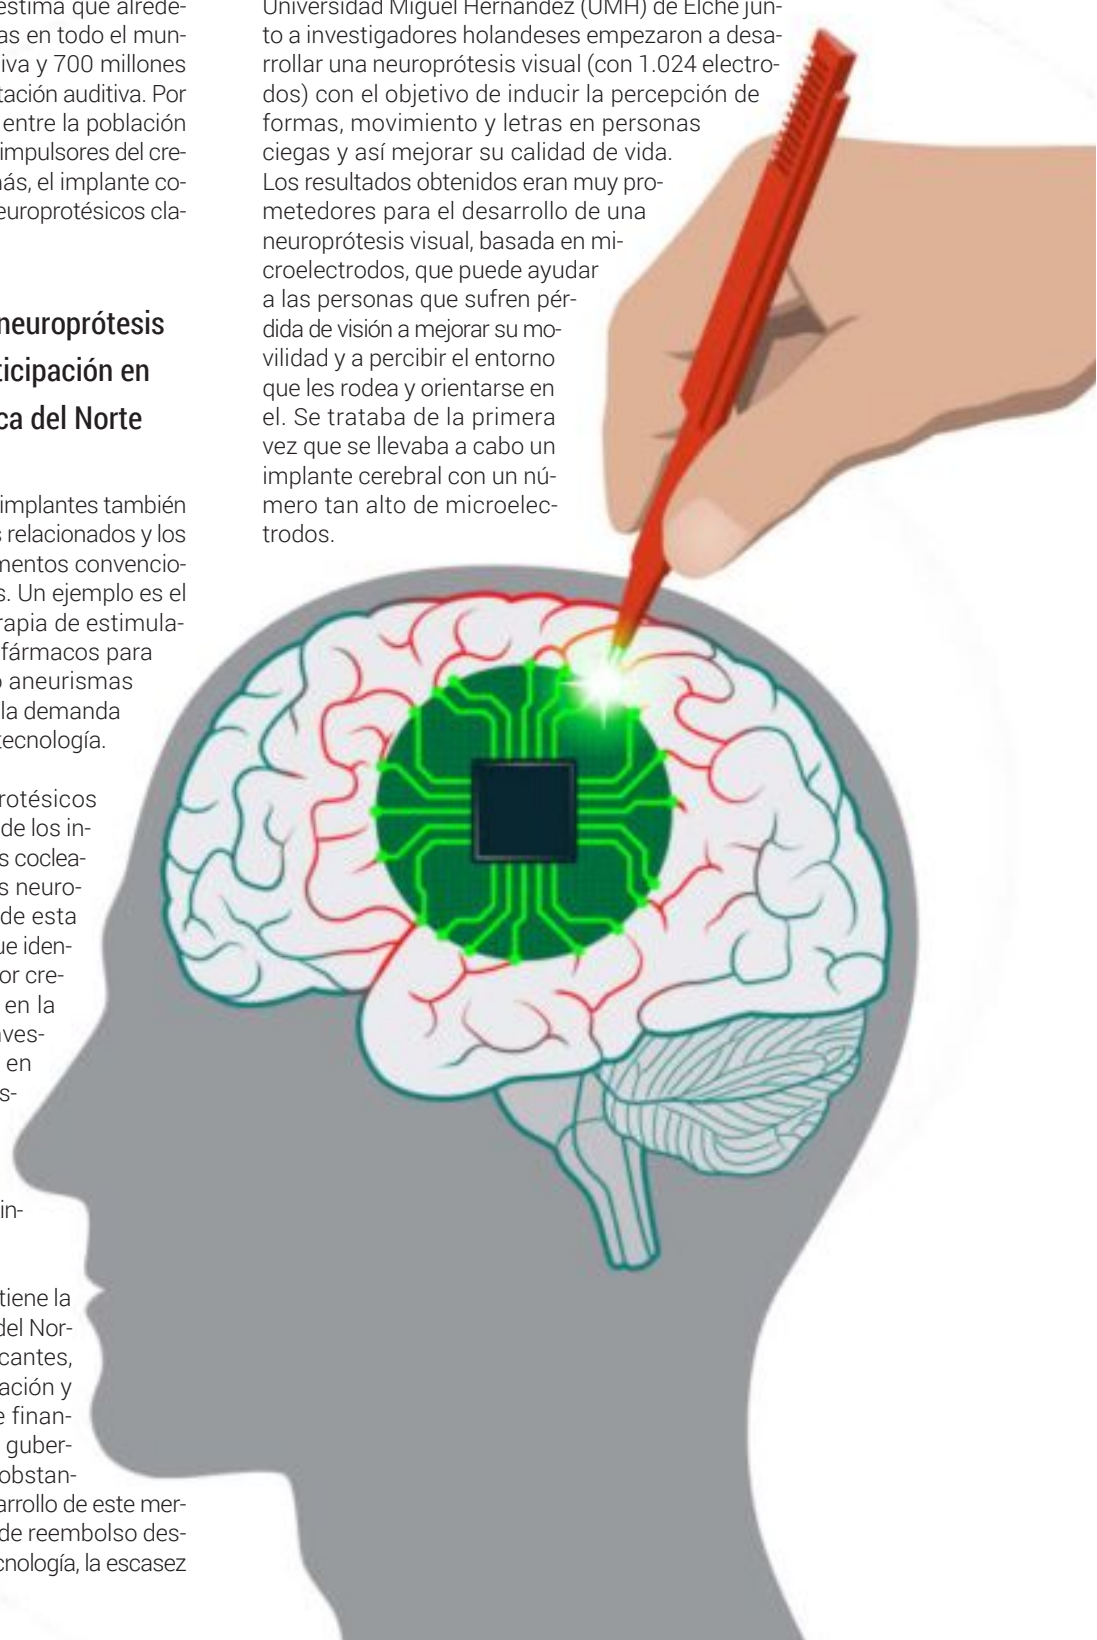 estima que alrede-
as en todo el mun-
iva y 700 millones
tación auditiva. Por
entre la población
impulsores del cre-
nás, el implante co-
europrotésicos cla-
neuroprótesis
ticipación en
ca del Norte
implantes también
s relacionados y los
mentos convencio-
s. Un ejemplo es el
rapia de estimula-
fármacos para
o aneurismas
la demanda
tecnología.
rotésicos
de los in-
s coclea-
s neuro-
de esta
ue iden-
or cre-
en la
nves-
en
s-
in-
tiene la
del Nor-
cantes,
ación y
e finan-
guber-
obstan-
arrollo de este mer-
de reembolso des-
cnología, la escasez
Universidad Miguel Hernández (UMH) de Elche jun-
to a investigadores holandeses empezaron a desa-
rrollar una neuroprótesis visual (con 1.024 electro-
dos) con el objetivo de inducir la percepción de
formas, movimiento y letras en personas
ciegas y así mejorar su calidad de vida.
Los resultados obtenidos eran muy pro-
metedores para el desarrollo de una
neuroprótesis visual, basada en mi-
croelectrodos, que puede ayudar
a las personas que sufren pér-
dida de visión a mejorar su mo-
vilidad y a percibir el entorno
que les rodea y orientarse en
el. Se trataba de la primera
vez que se llevaba a cabo un
implante cerebral con un nú-
mero tan alto de microelec-
trodos.